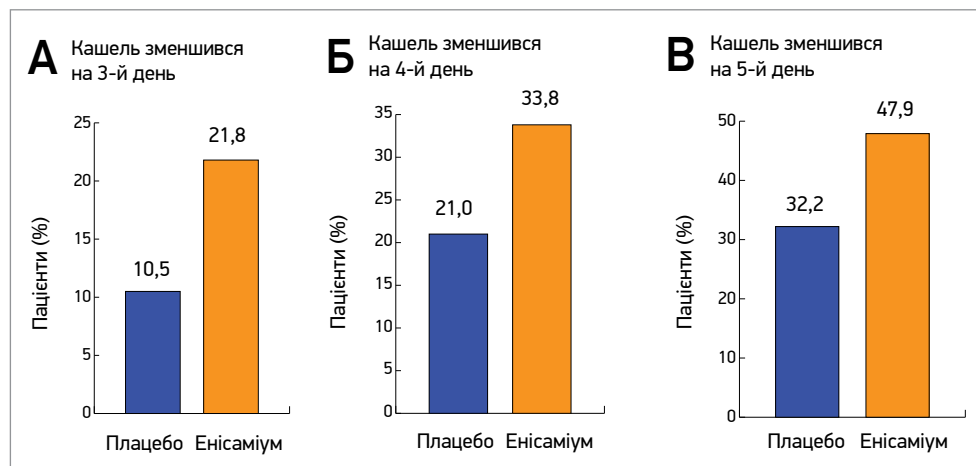 А
Кашель зменшився
на 3-й день
25
20
15
10
5
0
Пацієнти (%)
10,5
21,8
Плацебо
Енісаміум
Б
Кашель зменшився
на 4-й день
35
30
25
20
15
10
5
0
Пацієнти (%)
21,0
33,8
Плацебо
Енісаміум
В
Кашель зменшився
на 5-й день
50
40
30
20
10
0
Пацієнти (%)
32,2
47,9
Плацебо
Енісаміум